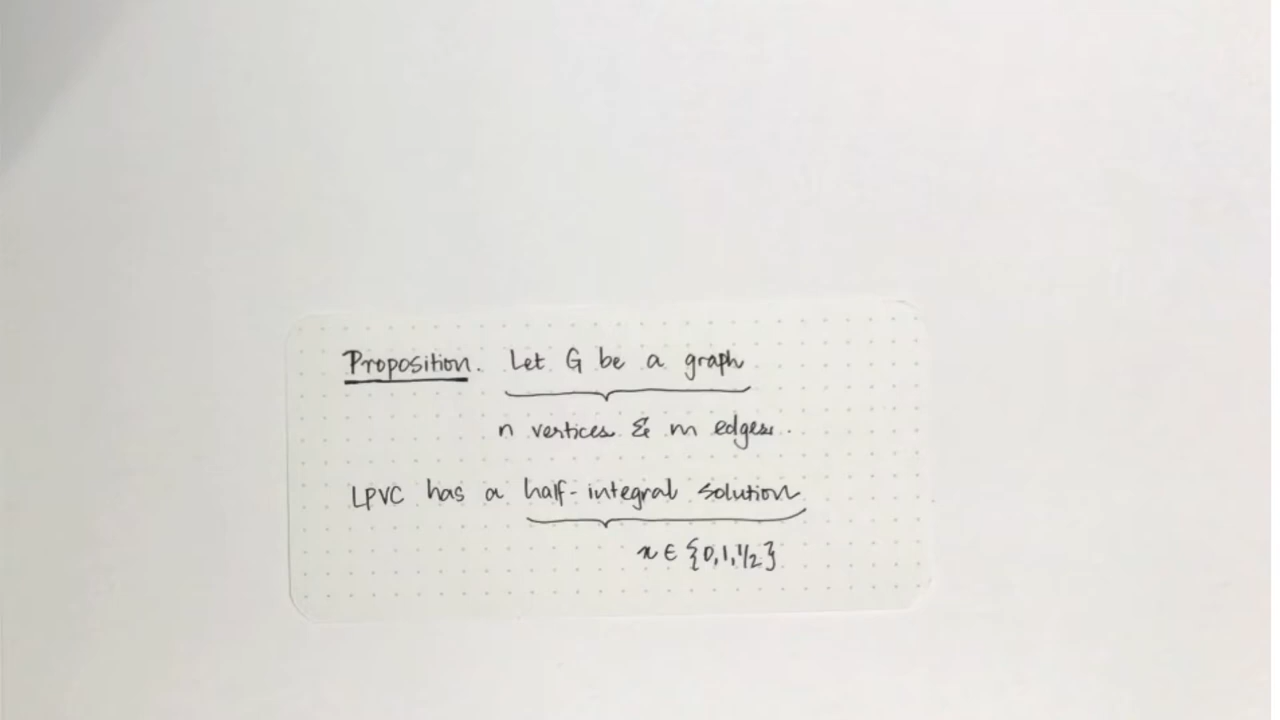 Proposition. Let G be a graph
n vertices & m edges.
LPVC has a half-integral solution
x ∈ {0,1,1/2}